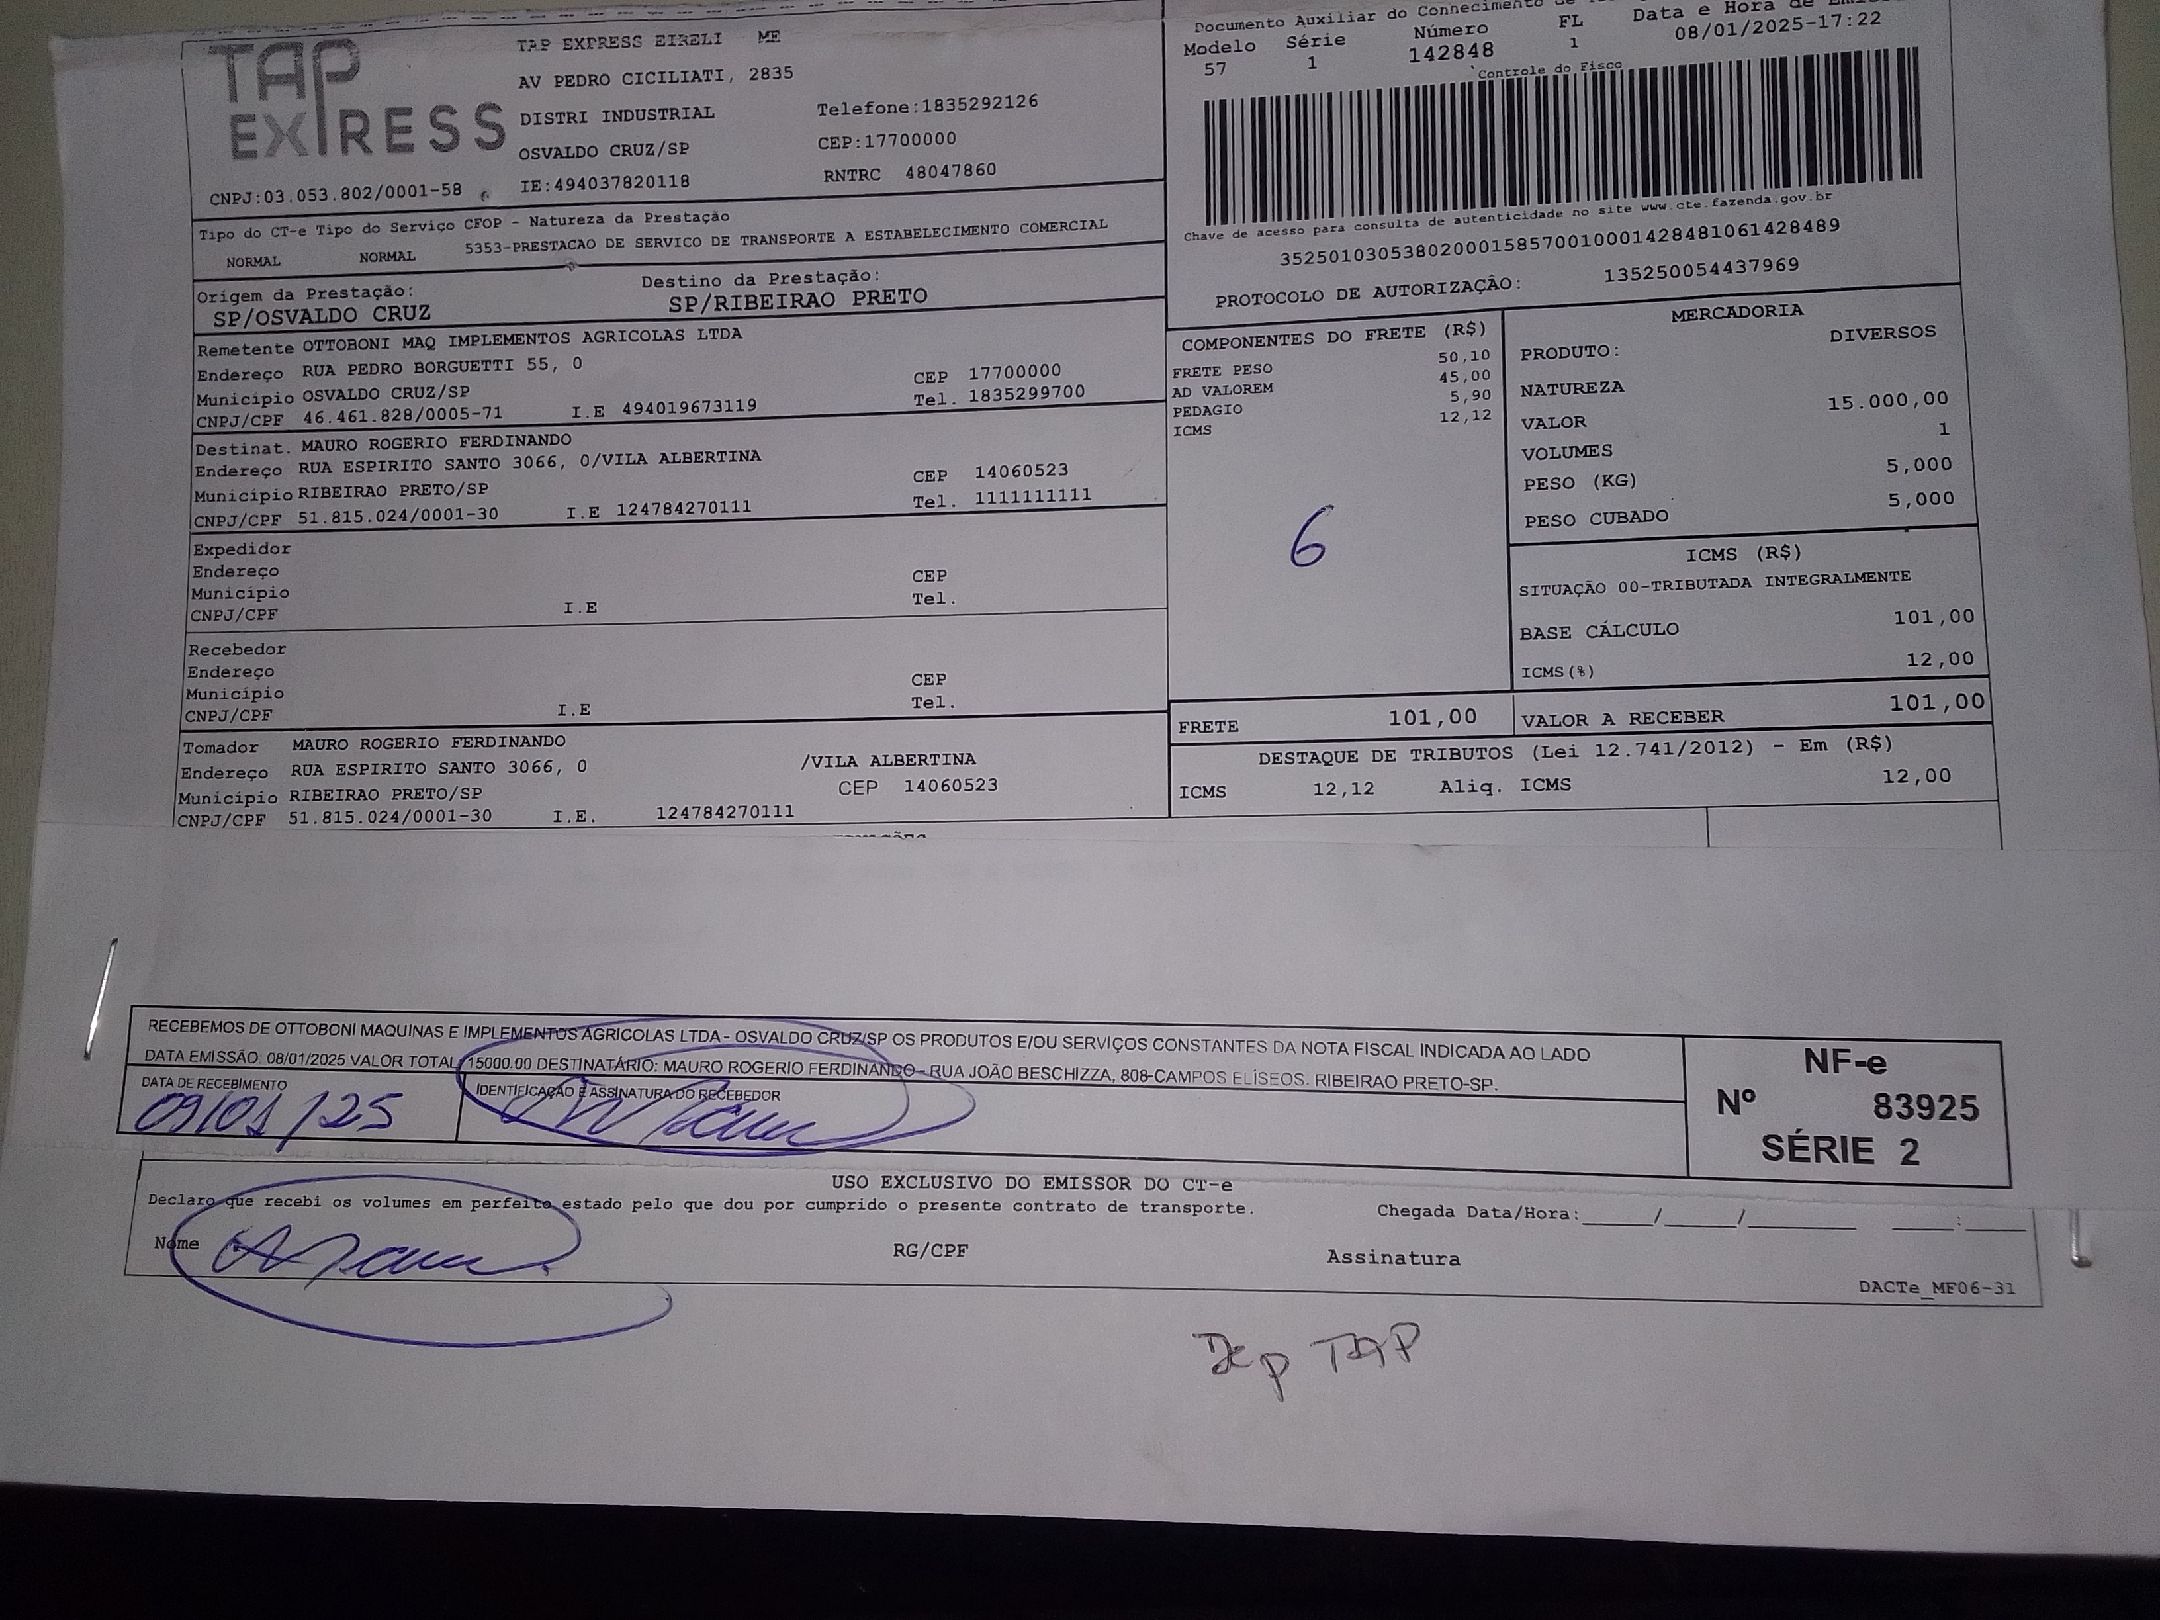 TAP EXPRESS
TAP EXPRESS EIRELI ME
AV PEDRO CICILIATI, 2835
DISTRI INDUSTRIAL
Telefone:1835292126
OSVALDO CRUZ/SP
CEP:17700000
CNPJ:03.053.802/0001-58
IE:494037820118
RNTRC 48047860
Documento Auxiliar do Conhecimento de
Modelo Série Número FL Data e Hora de
57 1 142848 1 08/01/2025-17:22
Controle do Fisco
Chave de acesso para consulta de autenticidade no site www.cte.fazenda.gov.br
35250103053802000158570010001428481061428489
PROTOCOLO DE AUTORIZAÇÃO: 135250054437969
Tipo do CT-e Tipo do Serviço CFOP - Natureza da Prestação
NORMAL NORMAL 5353-PRESTACAO DE SERVICO DE TRANSPORTE A ESTABELECIMENTO COMERCIAL
Origem da Prestação: Destino da Prestação:
SP/OSVALDO CRUZ SP/RIBEIRAO PRETO
Remetente OTTOBONI MAQ IMPLEMENTOS AGRICOLAS LTDA
Endereço RUA PEDRO BORGUETTI 55, 0
Município OSVALDO CRUZ/SP CEP 17700000
CNPJ/CPF 46.461.828/0005-71 I.E 494019673119 Tel. 1835299700
Destinat. MAURO ROGERIO FERDINANDO
Endereço RUA ESPIRITO SANTO 3066, 0/VILA ALBERTINA
Município RIBEIRAO PRETO/SP CEP 14060523
CNPJ/CPF 51.815.024/0001-30 I.E 124784270111 Tel. 1111111111
Expedidor
Endereço
Município CEP
CNPJ/CPF I.E Tel.
Recebedor
Endereço
Município CEP
CNPJ/CPF I.E Tel.
Tomador MAURO ROGERIO FERDINANDO
Endereço RUA ESPIRITO SANTO 3066, 0 /VILA ALBERTINA
Município RIBEIRAO PRETO/SP CEP 14060523
CNPJ/CPF 51.815.024/0001-30 I.E. 124784270111
COMPONENTES DO FRETE (R$)
FRETE PESO 50,10
AD VALOREM 45,00
PEDAGIO 5,90
ICMS 12,12
6
MERCADORIA
PRODUTO: DIVERSOS
NATUREZA
VALOR 15.000,00
VOLUMES 1
PESO (KG) 5,000
PESO CUBADO 5,000
ICMS (R$)
SITUAÇÃO 00-TRIBUTADA INTEGRALMENTE
BASE CÁLCULO 101,00
ICMS(%) 12,00
FRETE 101,00 VALOR A RECEBER 101,00
DESTAQUE DE TRIBUTOS (Lei 12.741/2012) - Em (R$)
ICMS 12,12 Aliq. ICMS 12,00
RECEBEMOS DE OTTOBONI MAQUINAS E IMPLEMENTOS AGRICOLAS LTDA - OSVALDO CRUZ/SP OS PRODUTOS E/OU SERVIÇOS CONSTANTES DA NOTA FISCAL INDICADA AO LADO
DATA EMISSÃO: 08/01/2025 VALOR TOTAL: 15000.00 DESTINATÁRIO: MAURO ROGERIO FERDINANDO - RUA JOÃO BESCHIZZA, 808-CAMPOS ELÍSEOS. RIBEIRAO PRETO-SP.
DATA DE RECEBIMENTO IDENTIFICAÇÃO E ASSINATURA DO RECEBEDOR
09/01/25
NF-e
Nº 83925
SÉRIE 2
USO EXCLUSIVO DO EMISSOR DO CT-e
Declaro que recebi os volumes em perfeito estado pelo que dou por cumprido o presente contrato de transporte.
Chegada Data/Hora:_____/_____/_______ ____:____
Nome RG/CPF Assinatura
DACTe_MF06-31
TAP